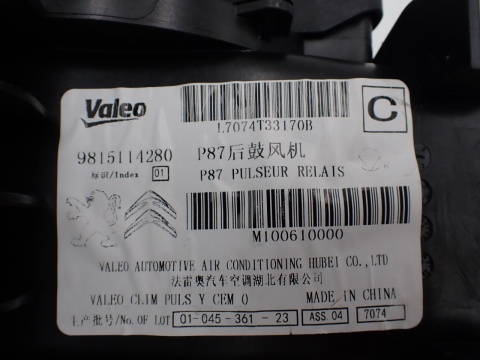 Valeo
L7074T33170B
C
9815114280
P87后鼓风机
标识/Index 01
P87 PULSEUR RELAIS
M100610000
VALEO AUTOMOTIVE AIR CONDITIONING HUBEI CO.,LTD
法雷奥汽车空调湖北有限公司
VALEO CLIM PULS Y CEM 0
MADE IN CHINA
生产批号/No.OF LOT 01-045-361-23 ASS 04 7074